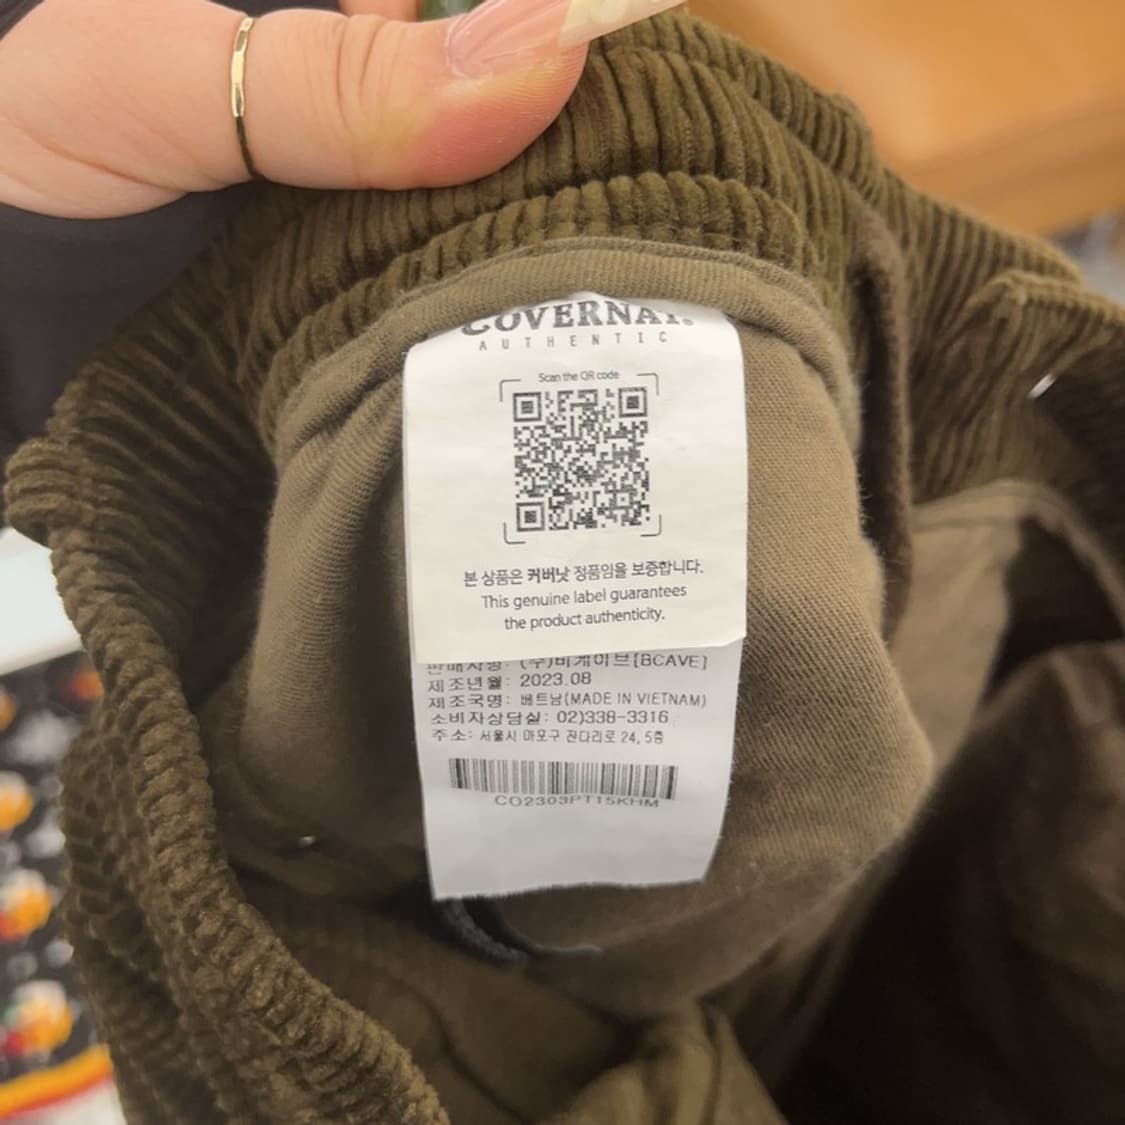 COVERNAT.
AUTHENTIC
Scan the QR code
본 상품은 커버낫 정품임을 보증합니다.
This genuine label guarantees
the product authenticity.
판매자명: (주)비케이브[BCAVE]
제조년월: 2023.08
제조국명: 베트남(MADE IN VIETNAM)
소비자상담실: 02)338-3316
주소: 서울시 마포구 잔다리로 24, 5층
CO2303PT15KHM